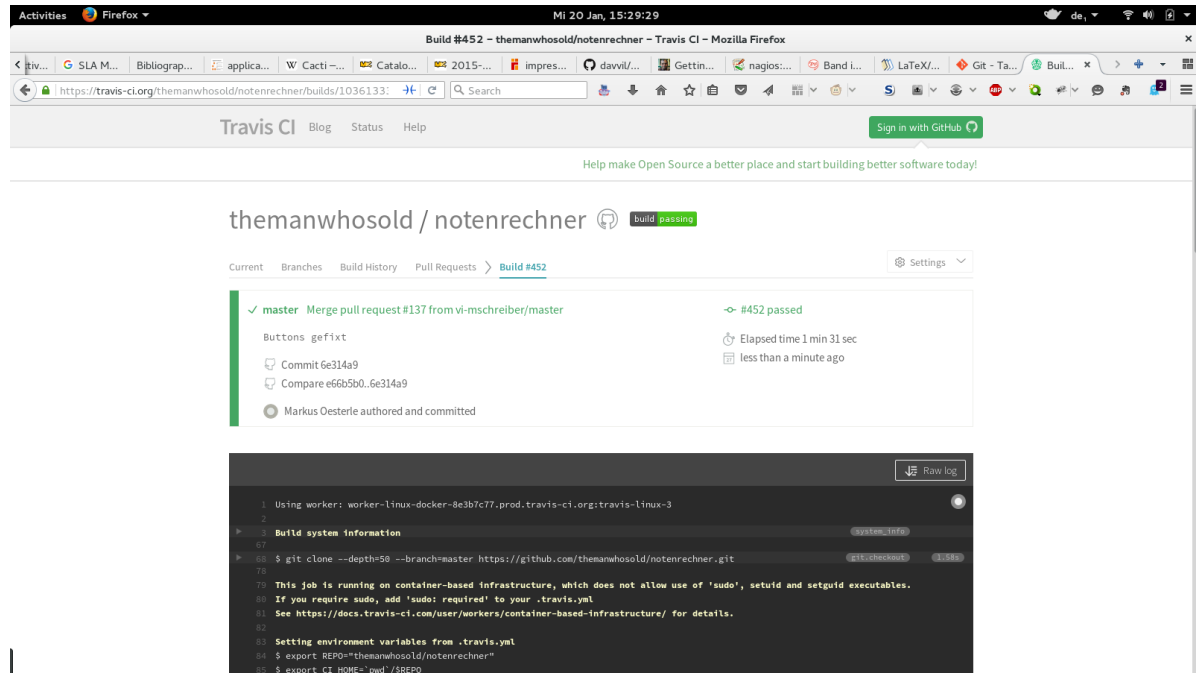 Activities Firefox Mi 20 Jan, 15:29:29 de₁
Build #452 – themanwhosold/notenrechner – Travis CI – Mozilla Firefox ×
tiv... SLA M... Bibliograp... applica... Cacti –... Catalo... 2015-... impres... davvil/... Gettin... nagios:... Band i... LaTeX/... Git - Ta... Buil... ×
https://travis-ci.org/themanwhosold/notenrechner/builds/10361333 Search ABP 2
Travis CI Blog Status Help Sign in with GitHub
Help make Open Source a better place and start building better software today!
themanwhosold / notenrechner build passing
Current Branches Build History Pull Requests Build #452 Settings
master Merge pull request #137 from vi-mschreiber/master #452 passed
Buttons gefixt Elapsed time 1 min 31 sec
Commit 6e314a9 less than a minute ago
Compare e66b5b0..6e314a9
Markus Oesterle authored and committed
Raw log
1 Using worker: worker-linux-docker-8e3b7c77.prod.travis-ci.org:travis-linux-3
2
3 Build system information system_info
67
68 $ git clone --depth=50 --branch=master https://github.com/themanwhosold/notenrechner.git git.checkout 1.58s
78
79 This job is running on container-based infrastructure, which does not allow use of 'sudo', setuid and setguid executables.
80 If you require sudo, add 'sudo: required' to your .travis.yml
81 See https://docs.travis-ci.com/user/workers/container-based-infrastructure/ for details.
82
83 Setting environment variables from .travis.yml
84 $ export REPO="themanwhosold/notenrechner"
85 $ export CI_HOME=`pwd`/$REPO